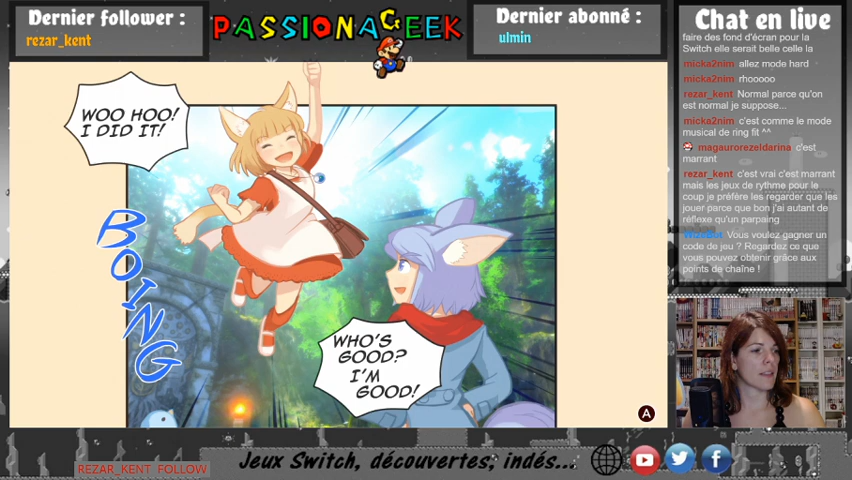 Dernier follower :
rezar_kent
PASSIONAGEEK
Dernier abonné :
ulmin
Chat en live
faire des fond d'écran pour la
Switch elle serait belle celle la
micka2nim allez mode hard
micka2nim rhooooo
rezar_kent Normal parce qu'on
est normal je suppose...
micka2nim c'est comme le mode
musical de ring fit ^^
magaurorezeldarina c'est
marrant
rezar_kent c'est vrai c'est marrant
mais les jeux de rythme pour le
coup je préfère les regarder que les
jouer parce que bon j'ai autant de
réflexe qu'un parpaing
WizeBot Vous voulez gagner un
code de jeu ? Regardez ce que
vous pouvez obtenir grâce aux
points de chaîne !
WOO HOO!
I DID IT!
BOING
WHO'S
GOOD?
I'M
GOOD!
A
REZAR_KENT FOLLOW
Jeux Switch, découvertes, indés...